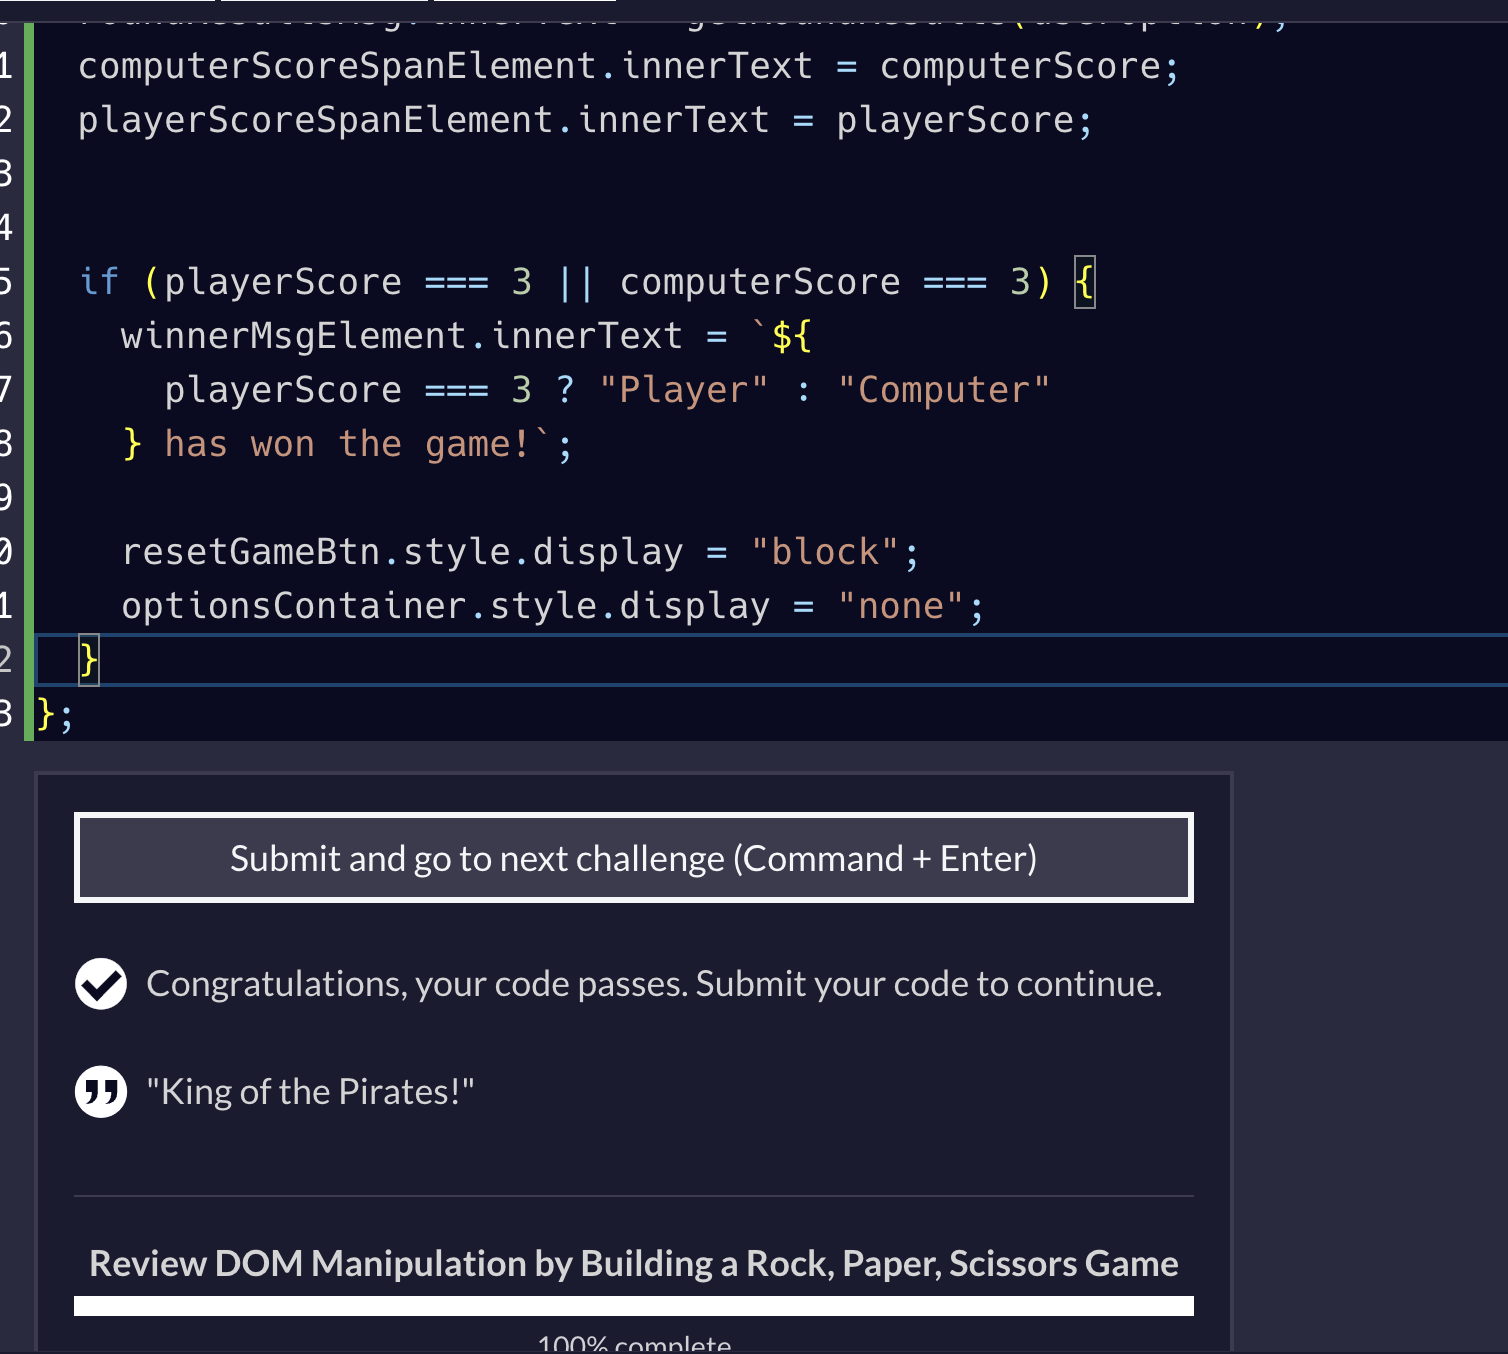 1 computerScoreSpanElement.innerText = computerScore;
2 playerScoreSpanElement.innerText = playerScore;
3
4
5 if (playerScore === 3 || computerScore === 3) {
6 winnerMsgElement.innerText = `${
7 playerScore === 3 ? "Player" : "Computer"
8 } has won the game!`;
9
0 resetGameBtn.style.display = "block";
1 optionsContainer.style.display = "none";
2 }
3 };
Submit and go to next challenge (Command + Enter)
Congratulations, your code passes. Submit your code to continue.
"King of the Pirates!"
Review DOM Manipulation by Building a Rock, Paper, Scissors Game
100% complete